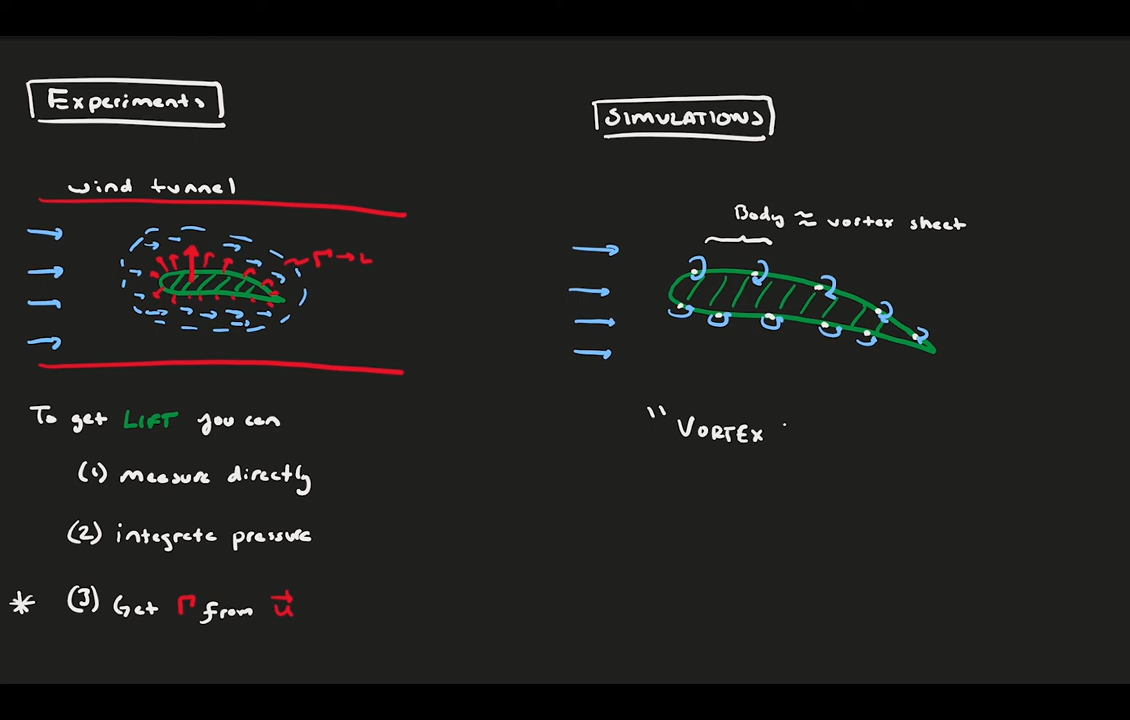 Experiments
wind tunnel
~ Γ → L
To get LIFT you can
(1) measure directly
(2) integrate pressure
* (3) Get Γ from u⃗
SIMULATIONS
Body ≈ vortex sheet
"VORTEX